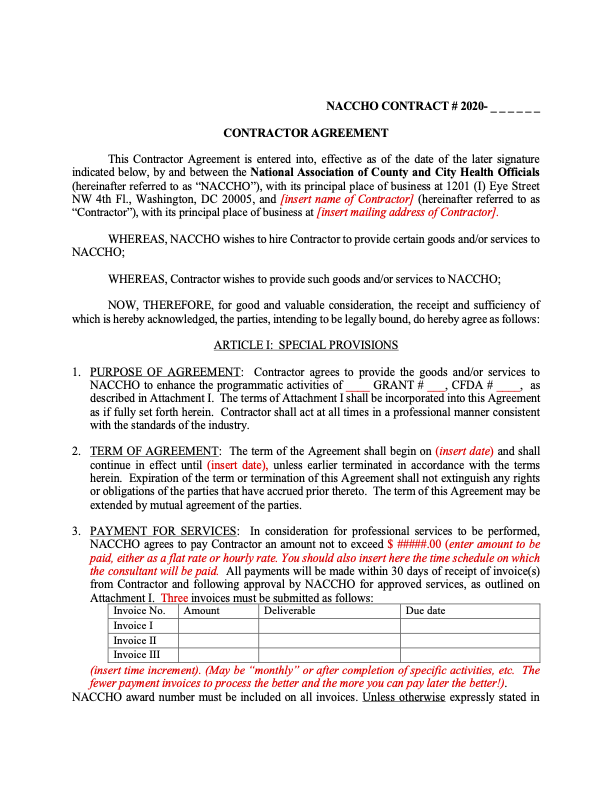 NACCHO CONTRACT # 2020- _ _ _ _ _ _
CONTRACTOR AGREEMENT
This Contractor Agreement is entered into, effective as of the date of the later signature
indicated below, by and between the National Association of County and City Health Officials
(hereinafter referred to as “NACCHO”), with its principal place of business at 1201 (I) Eye Street
NW 4th Fl., Washington, DC 20005, and [insert name of Contractor] (hereinafter referred to as
“Contractor”), with its principal place of business at [insert mailing address of Contractor].
WHEREAS, NACCHO wishes to hire Contractor to provide certain goods and/or services to
NACCHO;
WHEREAS, Contractor wishes to provide such goods and/or services to NACCHO;
NOW, THEREFORE, for good and valuable consideration, the receipt and sufficiency of
which is hereby acknowledged, the parties, intending to be legally bound, do hereby agree as follows:
ARTICLE I: SPECIAL PROVISIONS
1. PURPOSE OF AGREEMENT: Contractor agrees to provide the goods and/or services to
NACCHO to enhance the programmatic activities of ____ GRANT # ___, CFDA # ____, as
described in Attachment I. The terms of Attachment I shall be incorporated into this Agreement
as if fully set forth herein. Contractor shall act at all times in a professional manner consistent
with the standards of the industry.
2. TERM OF AGREEMENT: The term of the Agreement shall begin on (insert date) and shall
continue in effect until (insert date), unless earlier terminated in accordance with the terms
herein. Expiration of the term or termination of this Agreement shall not extinguish any rights
or obligations of the parties that have accrued prior thereto. The term of this Agreement may be
extended by mutual agreement of the parties.
3. PAYMENT FOR SERVICES: In consideration for professional services to be performed,
NACCHO agrees to pay Contractor an amount not to exceed $ #####.00 (enter amount to be
paid, either as a flat rate or hourly rate. You should also insert here the time schedule on which
the consultant will be paid. All payments will be made within 30 days of receipt of invoice(s)
from Contractor and following approval by NACCHO for approved services, as outlined on
Attachment I. Three invoices must be submitted as follows:
Invoice No. Amount Deliverable Due date
Invoice I
Invoice II
Invoice III
(insert time increment). (May be “monthly” or after completion of specific activities, etc. The
fewer payment invoices to process the better and the more you can pay later the better!).
NACCHO award number must be included on all invoices. Unless otherwise expressly stated in